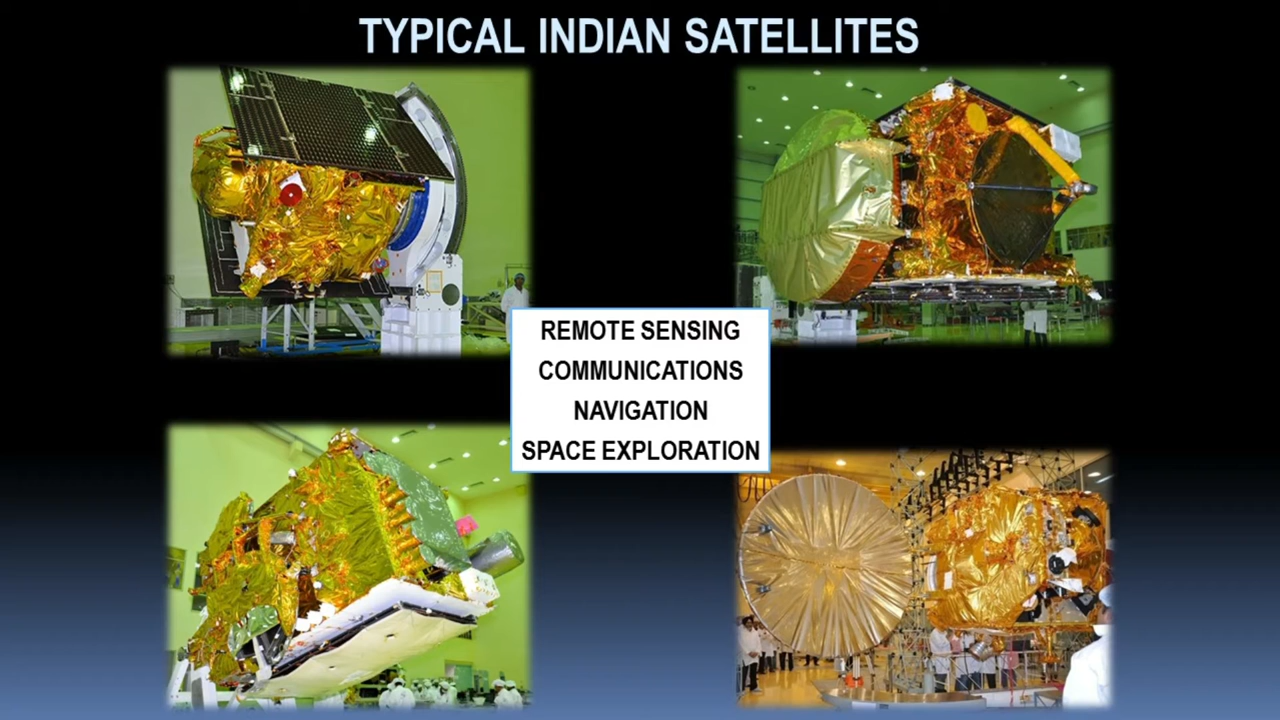 TYPICAL INDIAN SATELLITES
REMOTE SENSING
COMMUNICATIONS
NAVIGATION
SPACE EXPLORATION